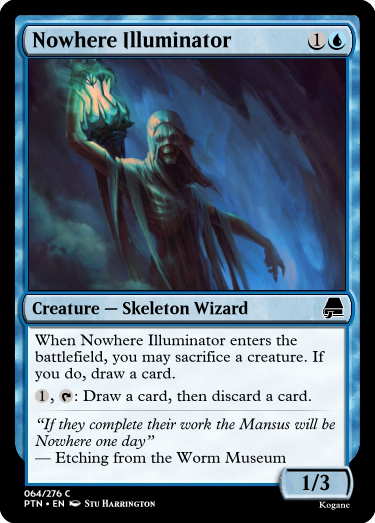 Nowhere Illuminator 1
Creature — Skeleton Wizard
When Nowhere Illuminator enters the
battlefield, you may sacrifice a creature. If
you do, draw a card.
1, : Draw a card, then discard a card.
"If they complete their work the Mansus will be
Nowhere one day"
— Etching from the Worm Museum
1/3
064/276 C
PTN • EN Stu Harrington
Kogane